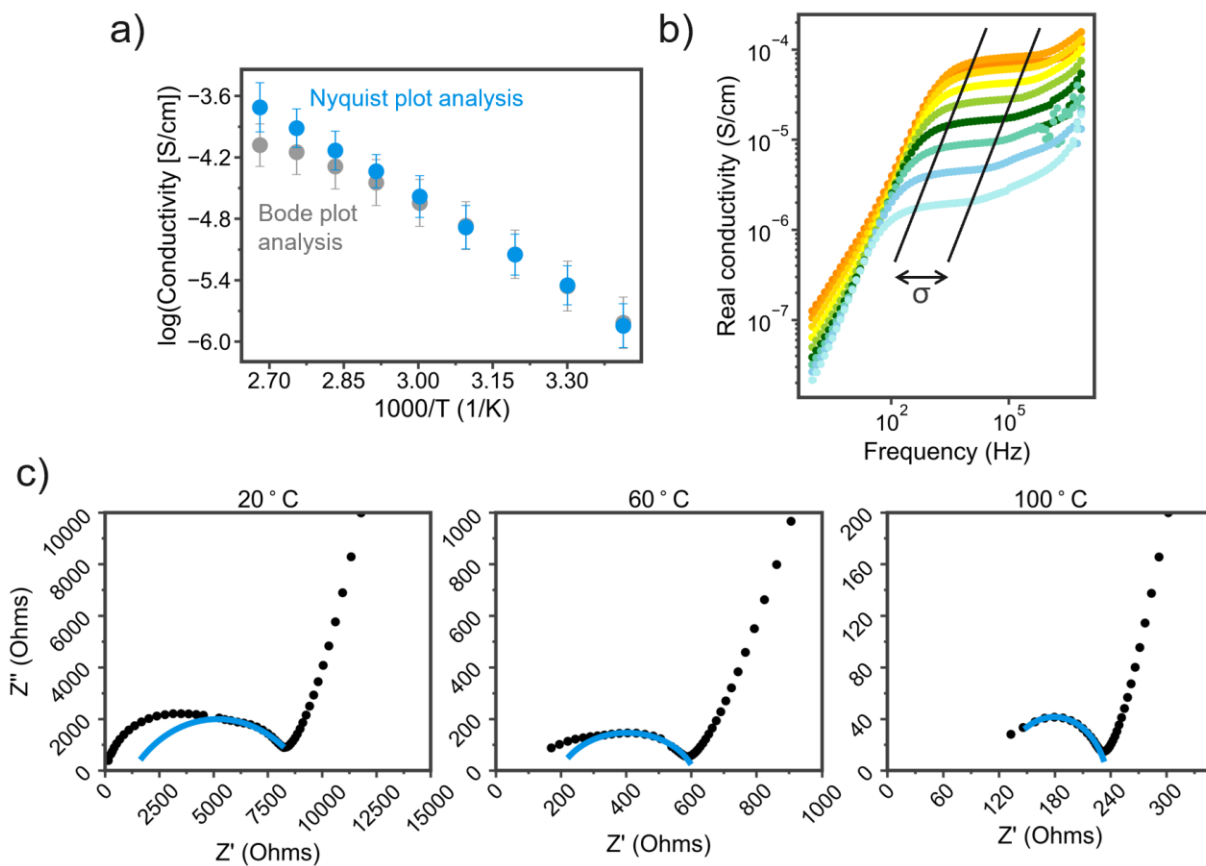 a)
Nyquist plot analysis
Bode plot
analysis
log(Conductivity [S/cm])
−3.6
−4.2
−4.8
−5.4
−6.0
2.70 2.85 3.00 3.15 3.30
1000/T (1/K)
b)
Real conductivity (S/cm)
10⁻⁴
10⁻⁵
10⁻⁶
10⁻⁷
σ
10² 10⁵
Frequency (Hz)
c)
20 ° C
Z'' (Ohms)
10000
8000
6000
4000
2000
0
0 2500 5000 7500 10000 12500 15000
Z' (Ohms)
60 ° C
1000
800
600
400
200
0
0 200 400 600 800 1000
Z' (Ohms)
100 ° C
200
160
120
80
40
0
0 60 120 180 240 300
Z' (Ohms)